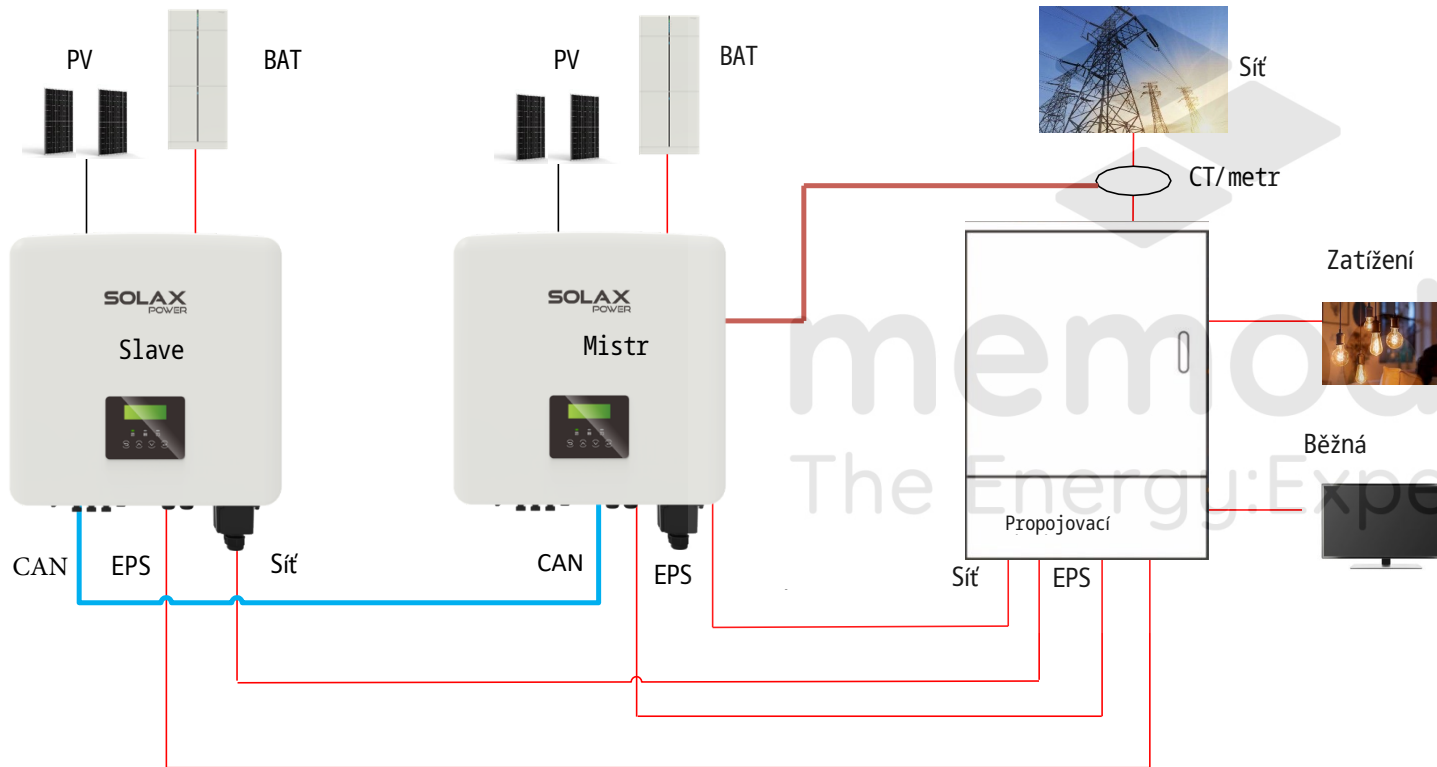 PV
BAT
PV
BAT
Síť
CT/metr
SOLAX
POWER
Slave
SOLAX
POWER
Mistr
Zatížení
Běžná
memod
The Energy:Expe
Propojovací
CAN
EPS
Síť
CAN
EPS
Síť
EPS